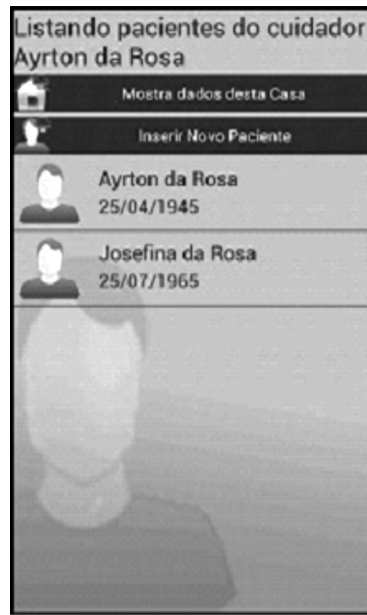 Listando pacientes do cuidador
Ayrton da Rosa
Mostra dados desta Casa
Inserir Novo Paciente
Ayrton da Rosa
25/04/1945
Josefina da Rosa
25/07/1965